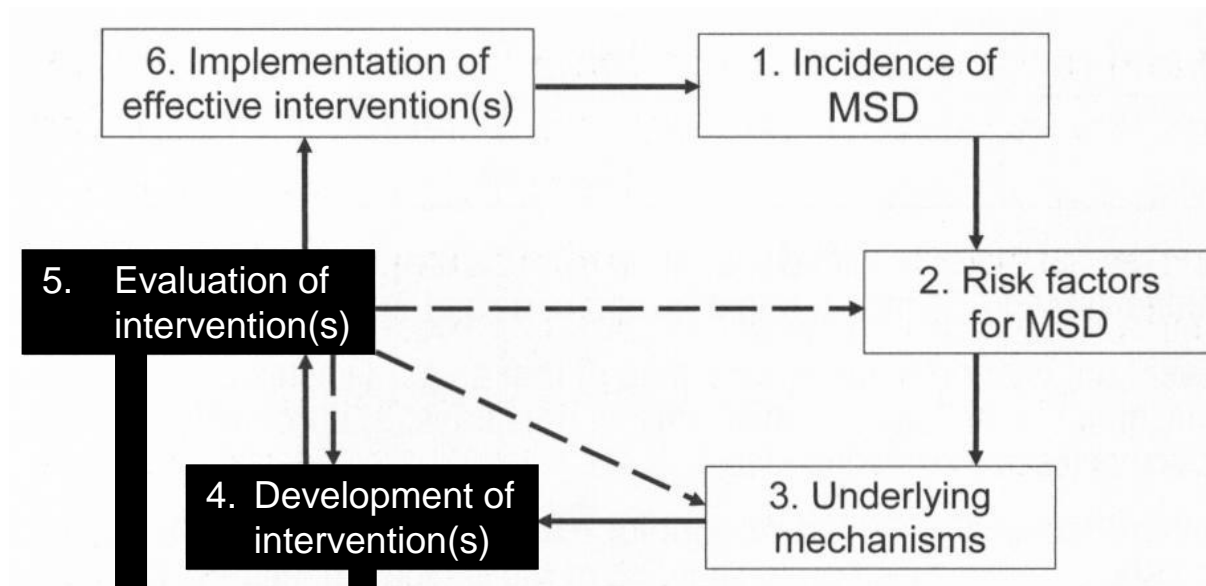 6. Implementation of
effective intervention(s)
1. Incidence of
MSD
5. Evaluation of
intervention(s)
2. Risk factors
for MSD
4. Development of
intervention(s)
3. Underlying
mechanisms